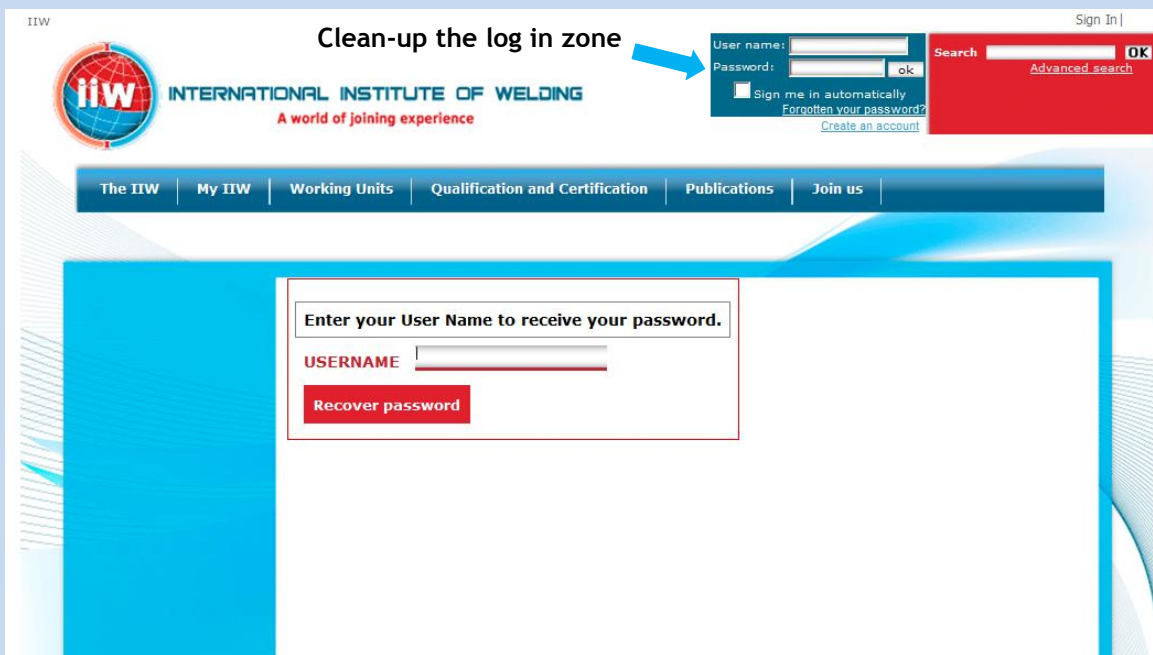 IIW
Sign In|
Clean-up the log in zone
User name:
Password:
ok
Sign me in automatically
Forgotten your password?
Create an account
Search
OK
Advanced search
iiw
INTERNATIONAL INSTITUTE OF WELDING
A world of joining experience
The IIW
My IIW
Working Units
Qualification and Certification
Publications
Join us
Enter your User Name to receive your password.
USERNAME
Recover password